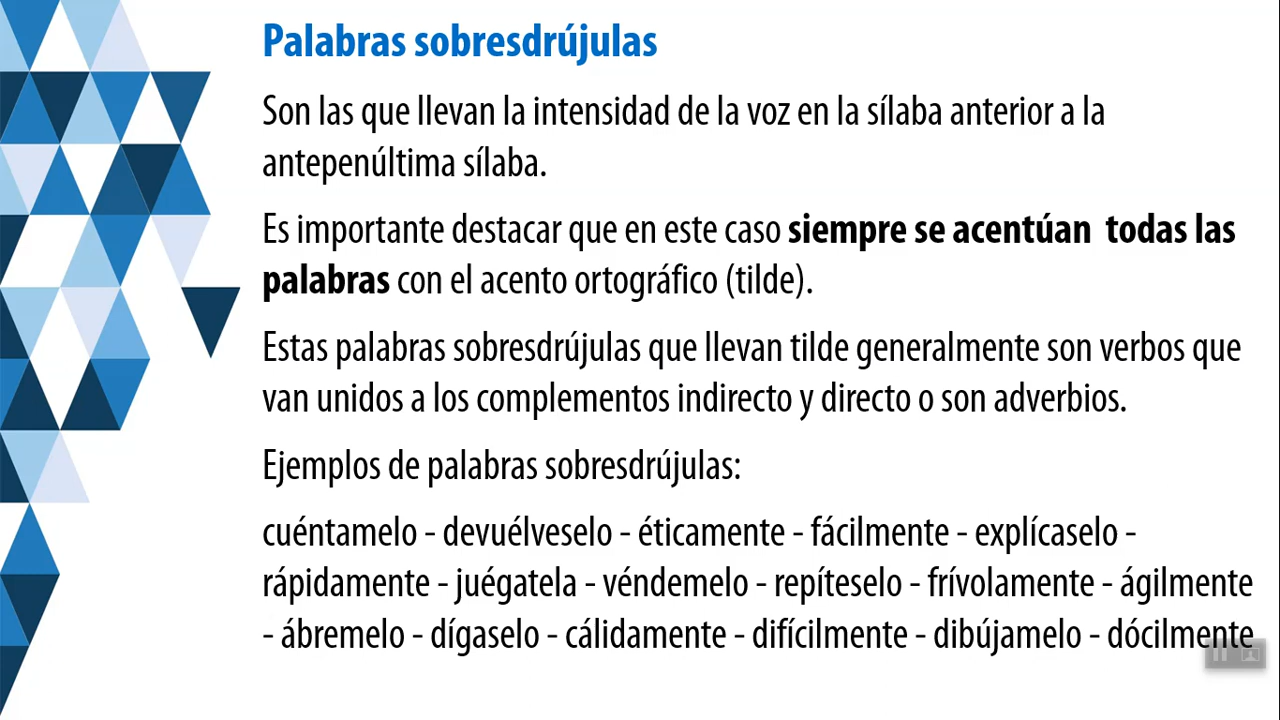 Palabras sobresdrújulas
Son las que llevan la intensidad de la voz en la sílaba anterior a la
antepenúltima sílaba.
Es importante destacar que en este caso siempre se acentúan  todas las
palabras con el acento ortográfico (tilde).
Estas palabras sobresdrújulas que llevan tilde generalmente son verbos que
van unidos a los complementos indirecto y directo o son adverbios.
Ejemplos de palabras sobresdrújulas:
cuéntamelo - devuélveselo - éticamente - fácilmente - explícaselo -
rápidamente - juégatela - véndemelo - repíteselo - frívolamente - ágilmente
- ábremelo - dígaselo - cálidamente - difícilmente - dibújamelo - dócilmente